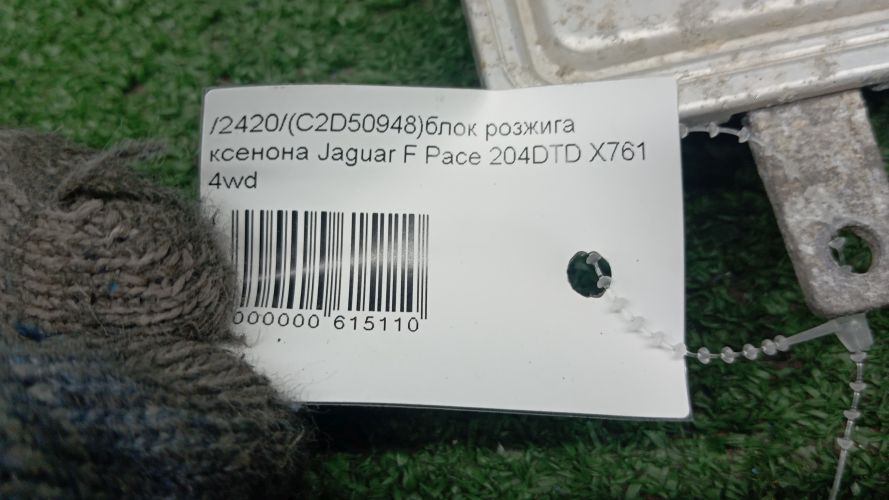 /2420/(C2D50948)блок розжига
ксенона Jaguar F Pace 204DTD X761
4wd
000000 615110